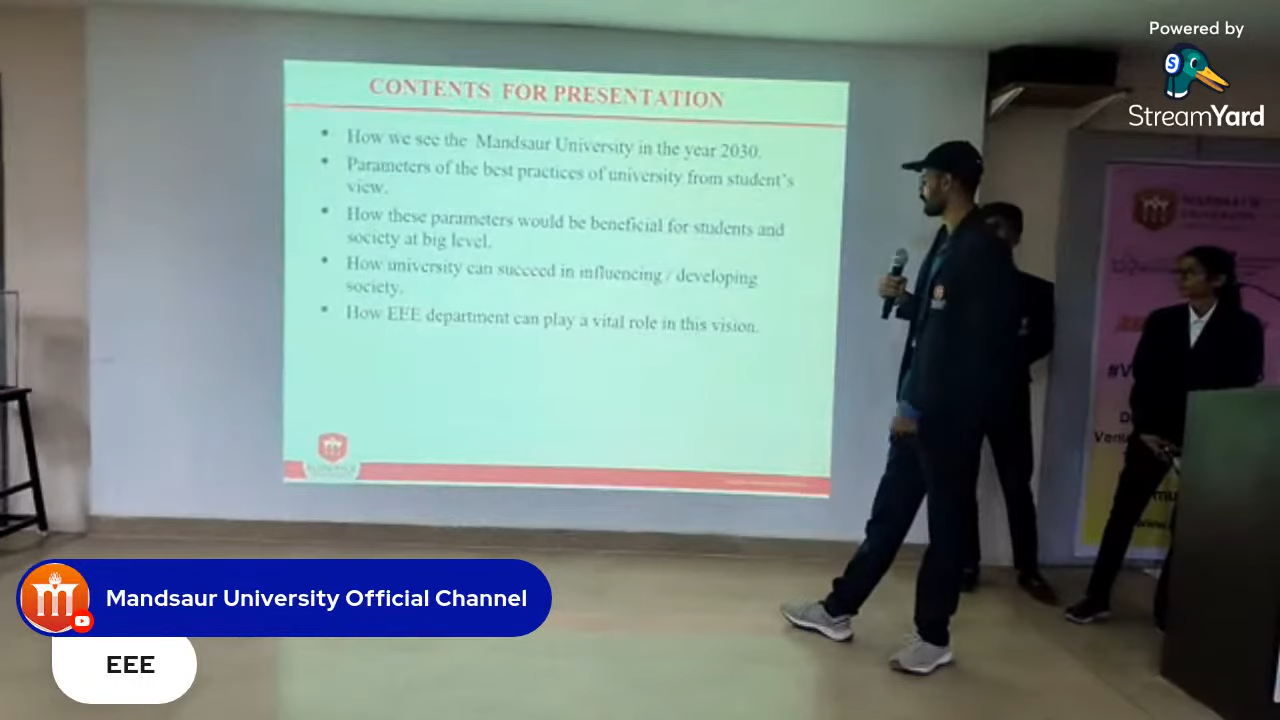 Powered by
StreamYard
CONTENTS FOR PRESENTATION
• How we see the Mandsaur University in the year 2030.
• Parameters of the best practices of university from student's
view.
• How these parameters would be beneficial for students and
society at big level.
• How university can succeed in influencing / developing
society.
• How EEE department can play a vital role in this vision.
Mandsaur University Official Channel
EEE